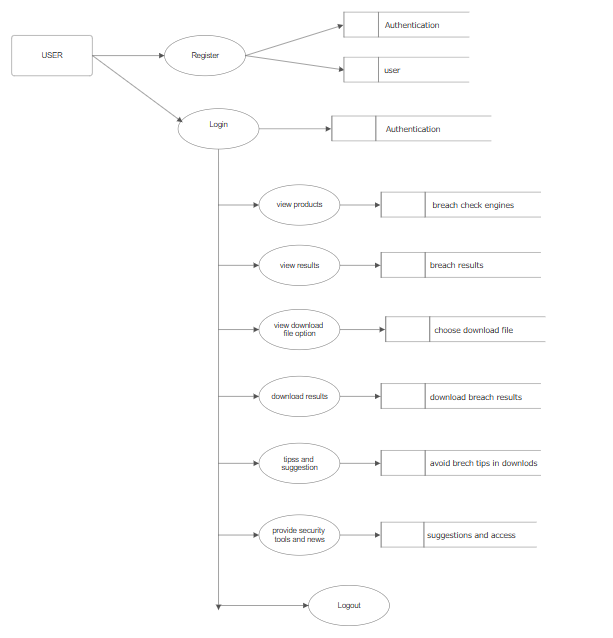 USER
Register
Authentication
user
Login
Authentication
view products
breach check engines
view results
breach results
view download
file option
choose download file
download results
download breach results
tipss and
suggestion
avoid brech tips in downlods
provide security
tools and news
suggestions and access
Logout